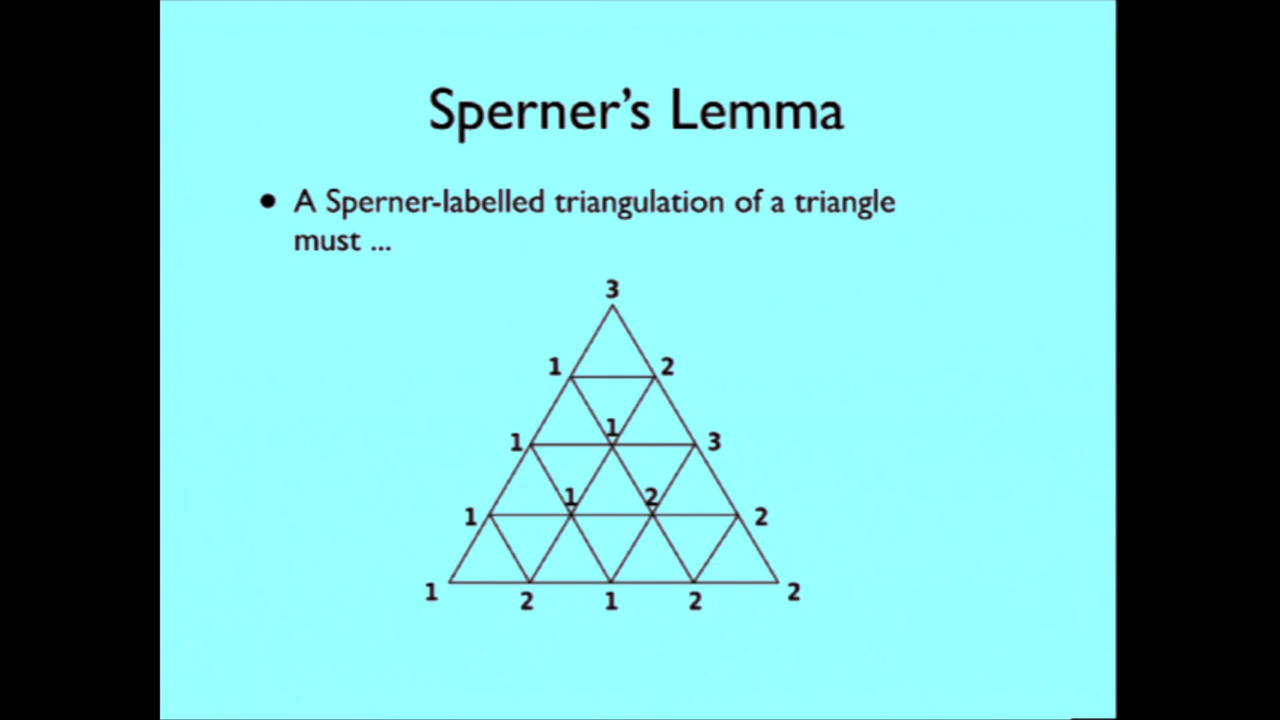 Sperner's Lemma
• A Sperner-labelled triangulation of a triangle
must ...
3
1 2
1 1 3
1 1 2 2
1 2 1 2 2